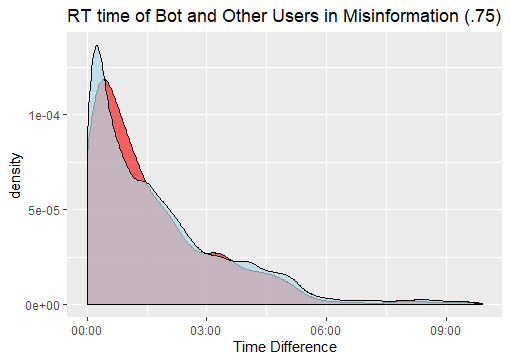 RT time of Bot and Other Users in Misinformation (.75)
density
1e-04
5e-05
0e+00
00:00 03:00 06:00 09:00
Time Difference